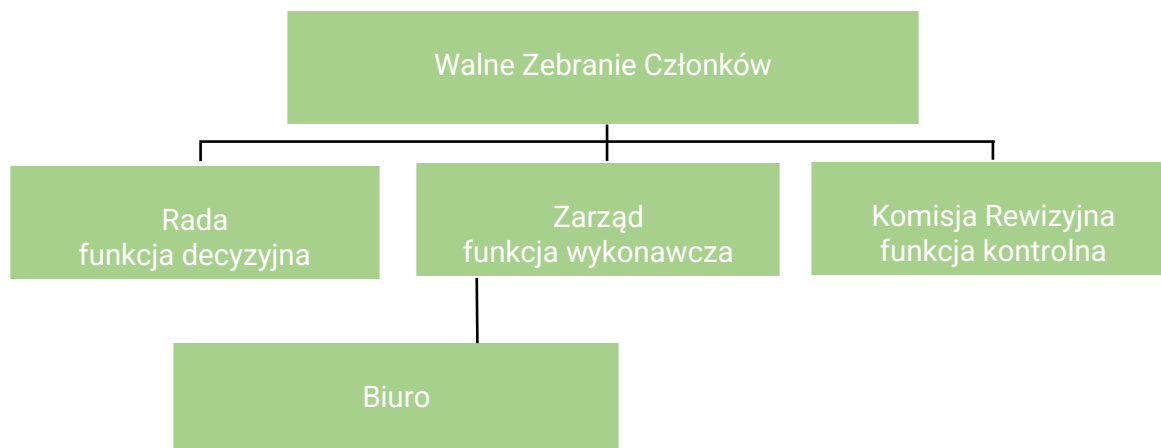 Walne Zebranie Członków
Rada
funkcja decyzyjna
Zarząd
funkcja wykonawcza
Komisja Rewizyjna
funkcja kontrolna
Biuro